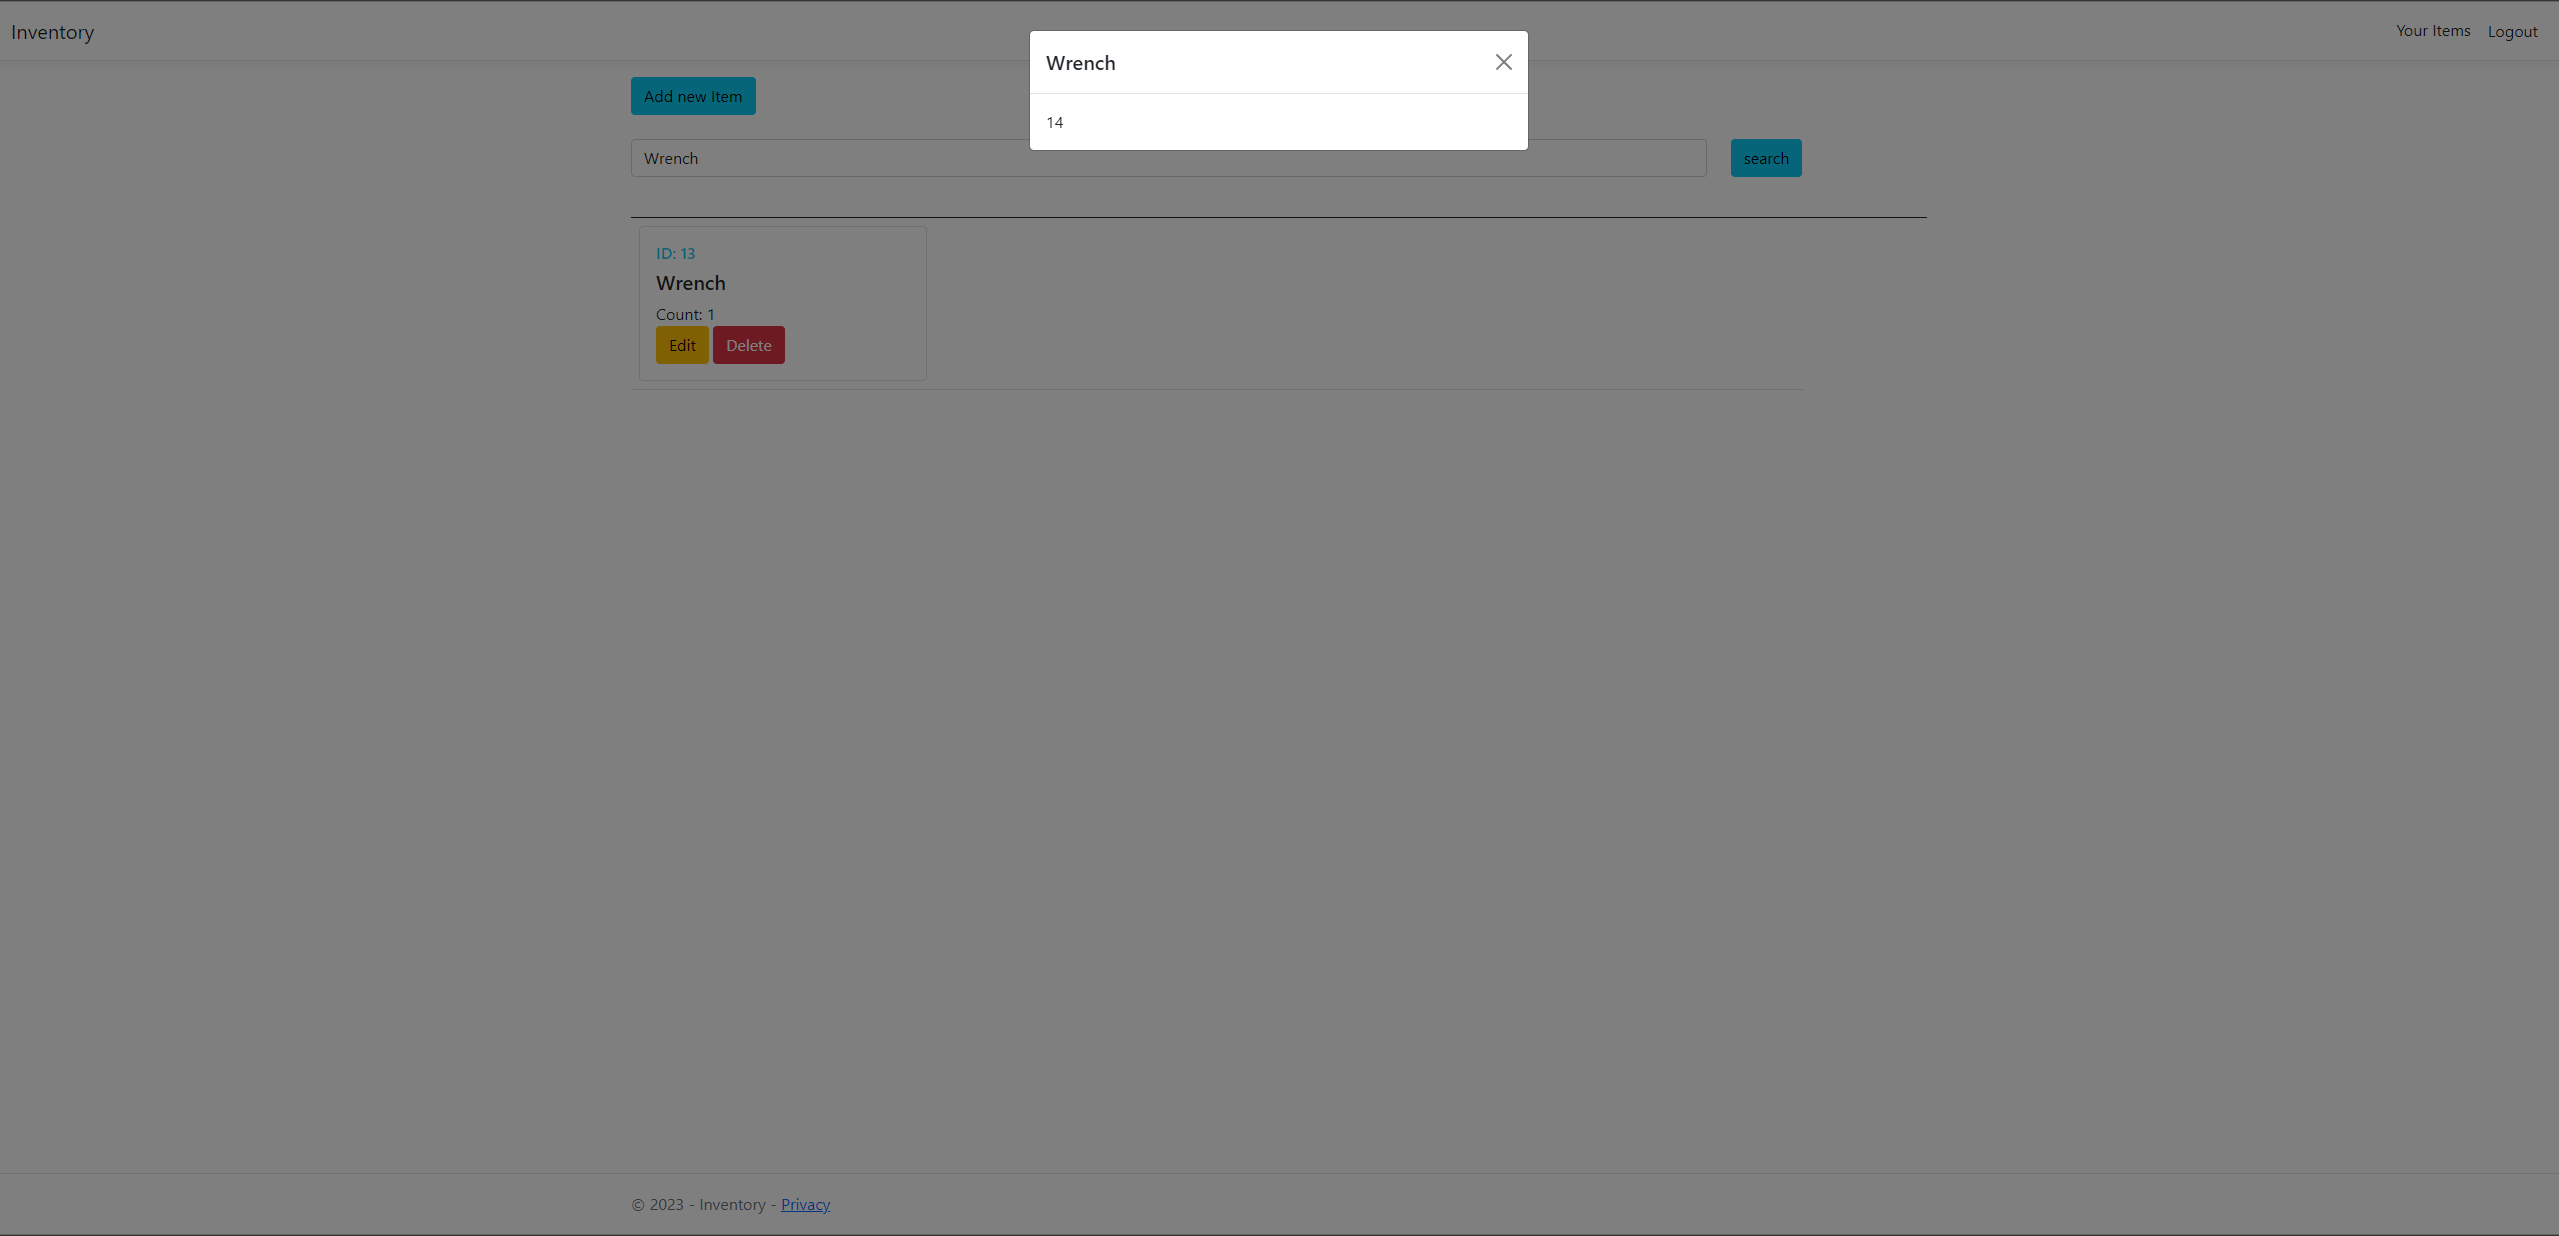 Inventory
Your Items
Logout
Wrench
14
Add new Item
Wrench
search
ID: 13
Wrench
Count: 1
Edit
Delete
© 2023 - Inventory - Privacy